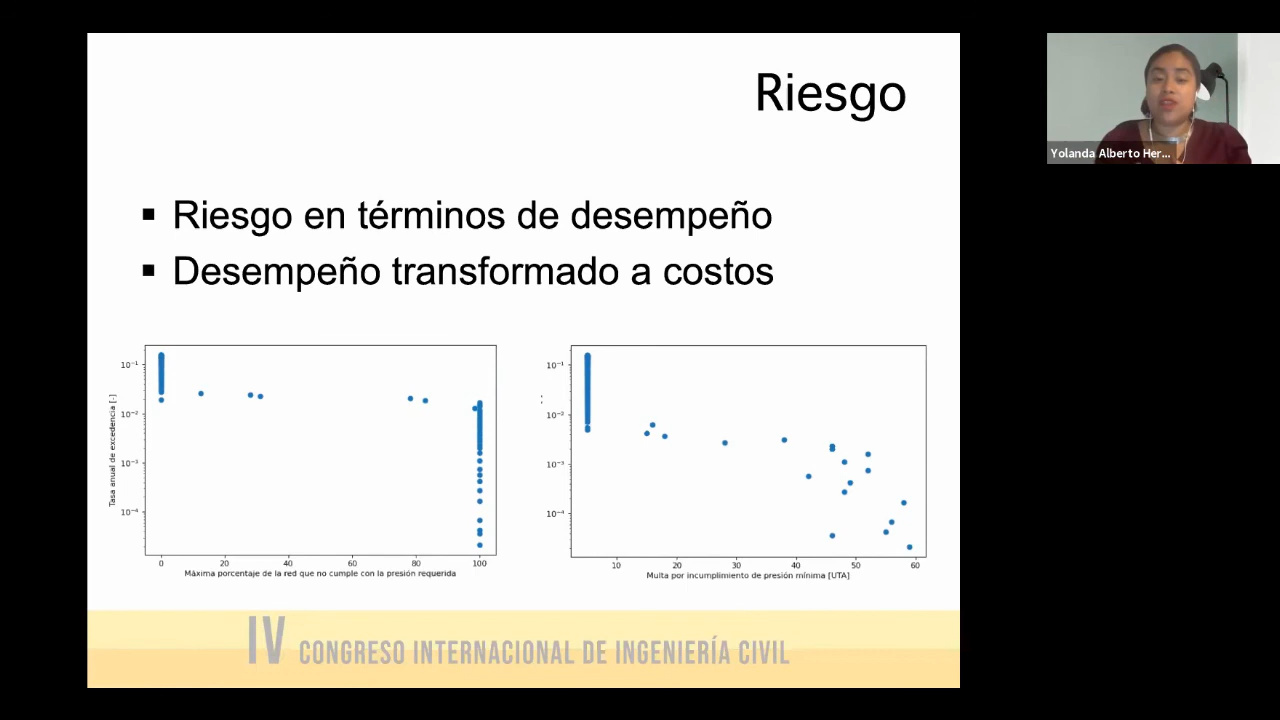 Riesgo
▪ Riesgo en términos de desempeño
▪ Desempeño transformado a costos
Tasa anual de excedencia [-]
10⁻¹
10⁻²
10⁻³
10⁻⁴
0 20 40 60 80 100
Máxima porcentaje de la red que no cumple con la presión requerida
10⁻¹
10⁻²
10⁻³
10⁻⁴
10 20 30 40 50 60
Multa por incumplimiento de presión mínima [UTA]
IV CONGRESO INTERNACIONAL DE INGENIERÍA CIVIL
Yolanda Alberto Her...